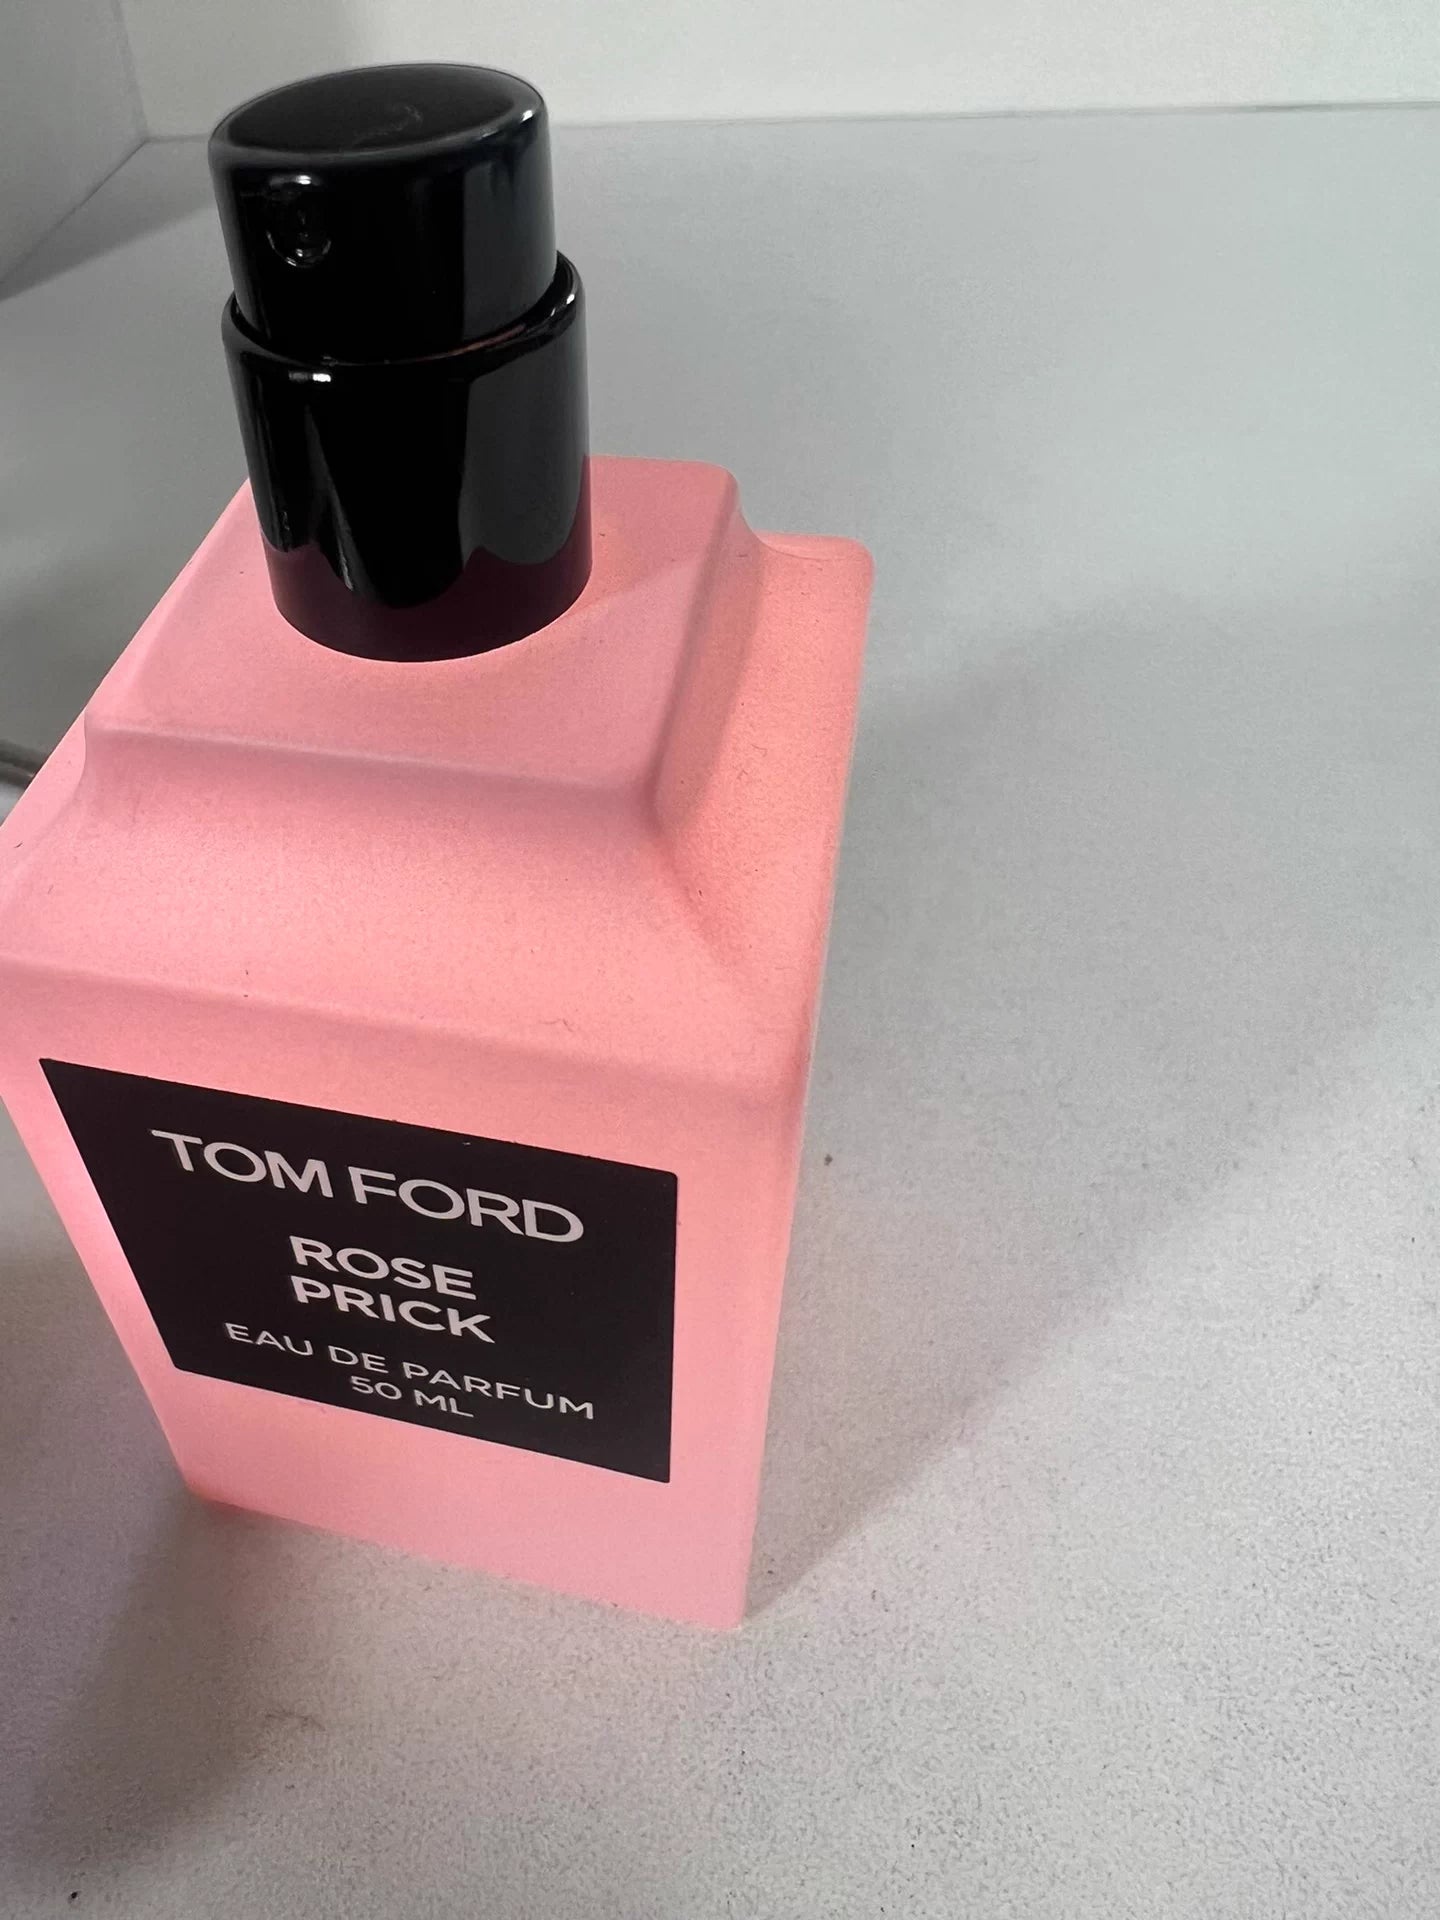 TOM FORD
ROSE
PRICK
EAU DE PARFUM
50 ML